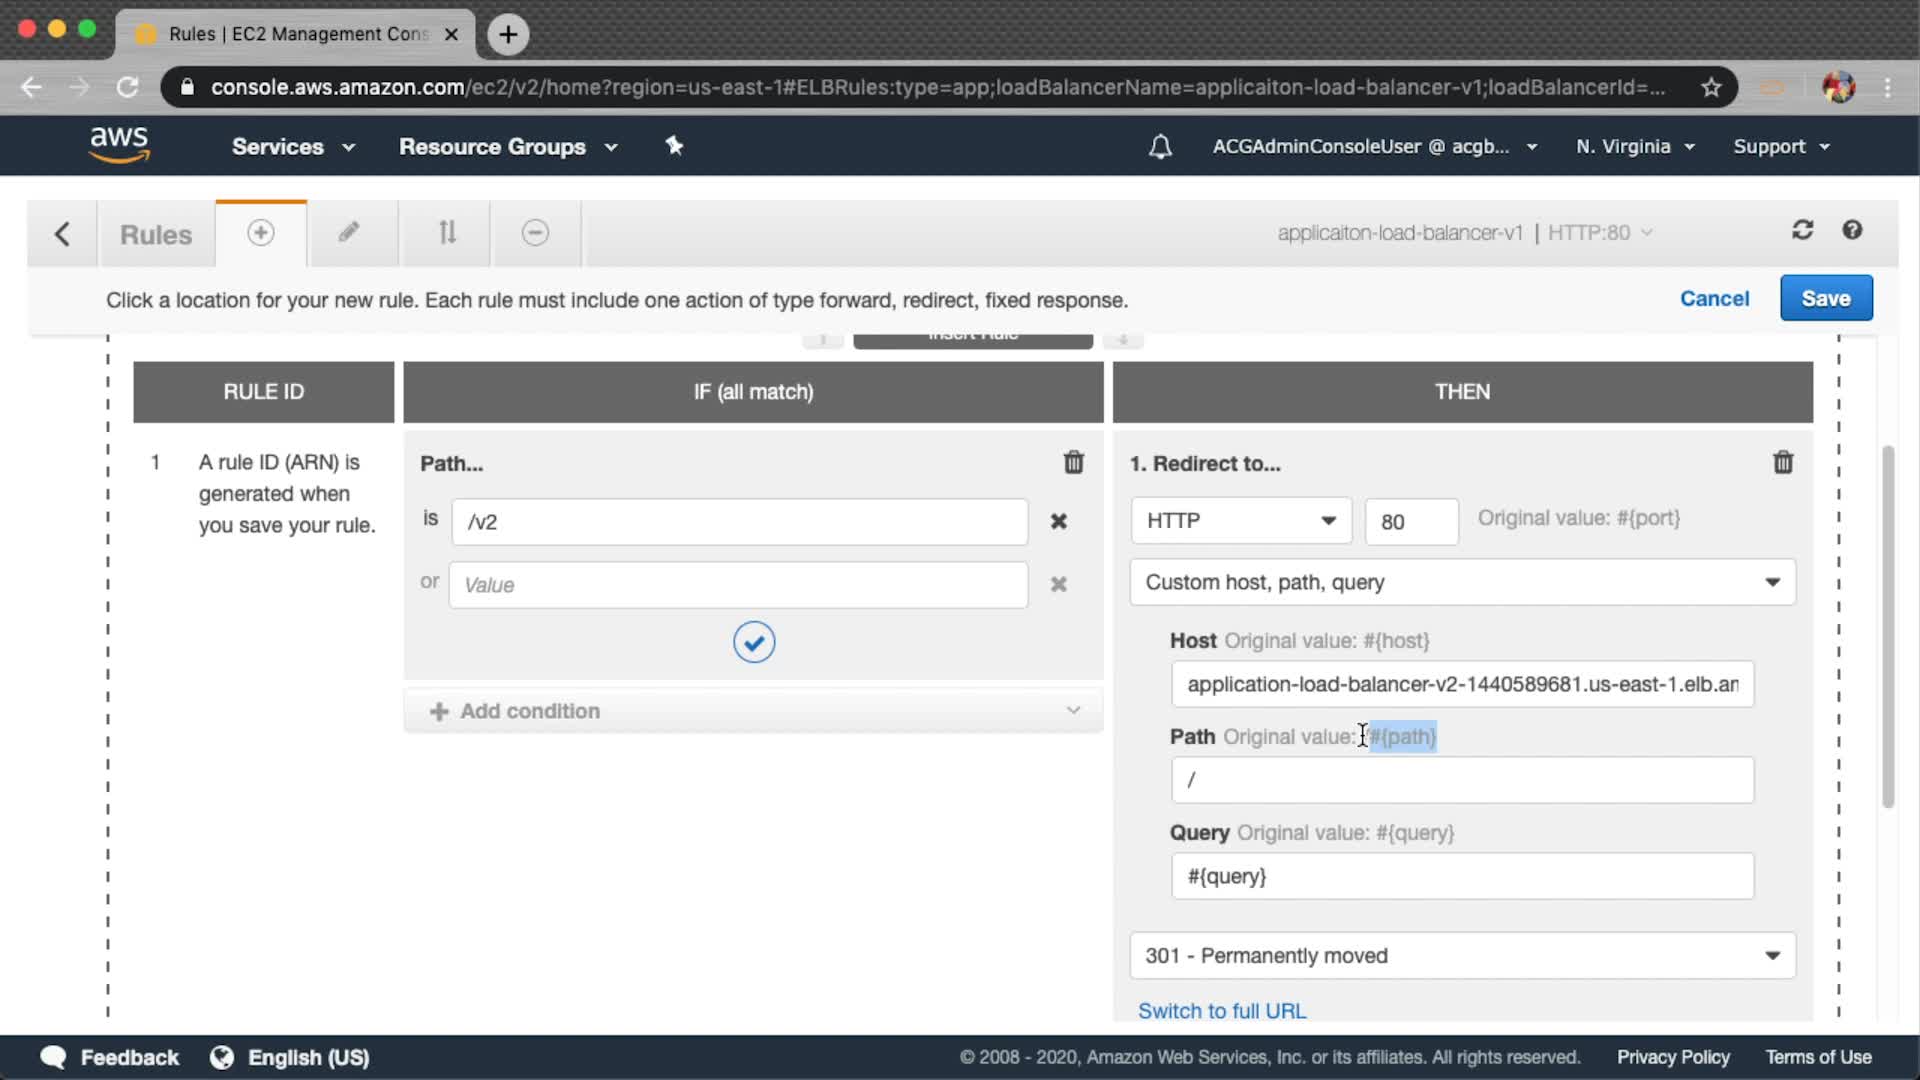 Rules | EC2 Management Cons
console.aws.amazon.com/ec2/v2/home?region=us-east-1#ELBRules:type=app;loadBalancerName=applicaiton-load-balancer-v1;loadBalancerId=...
aws
Services
Resource Groups
ACGAdminConsoleUser @ acgb...
N. Virginia
Support
Rules
applicaiton-load-balancer-v1 | HTTP:80
Click a location for your new rule. Each rule must include one action of type forward, redirect, fixed response.
Cancel
Save
Insert Rule
RULE ID
IF (all match)
THEN
1
A rule ID (ARN) is
generated when
you save your rule.
Path...
is
/v2
or
Value
Add condition
1. Redirect to...
HTTP
80
Original value: #{port}
Custom host, path, query
Host Original value: #{host}
application-load-balancer-v2-1440589681.us-east-1.elb.am
Path Original value: /#{path}
/
Query Original value: #{query}
#{query}
301 - Permanently moved
Switch to full URL
Feedback
English (US)
© 2008 - 2020, Amazon Web Services, Inc. or its affiliates. All rights reserved.
Privacy Policy
Terms of Use